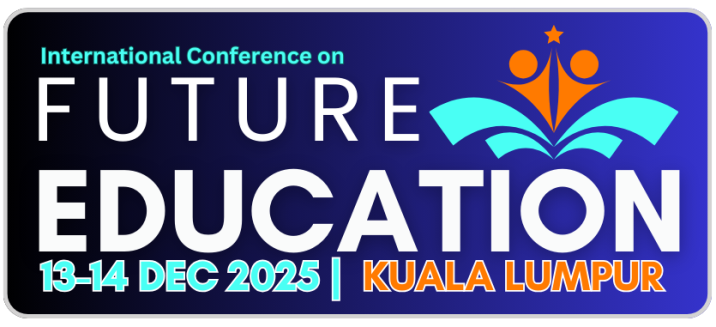 International Conference on
FUTURE
EDUCATION
13-14 DEC 2025 | KUALA LUMPUR